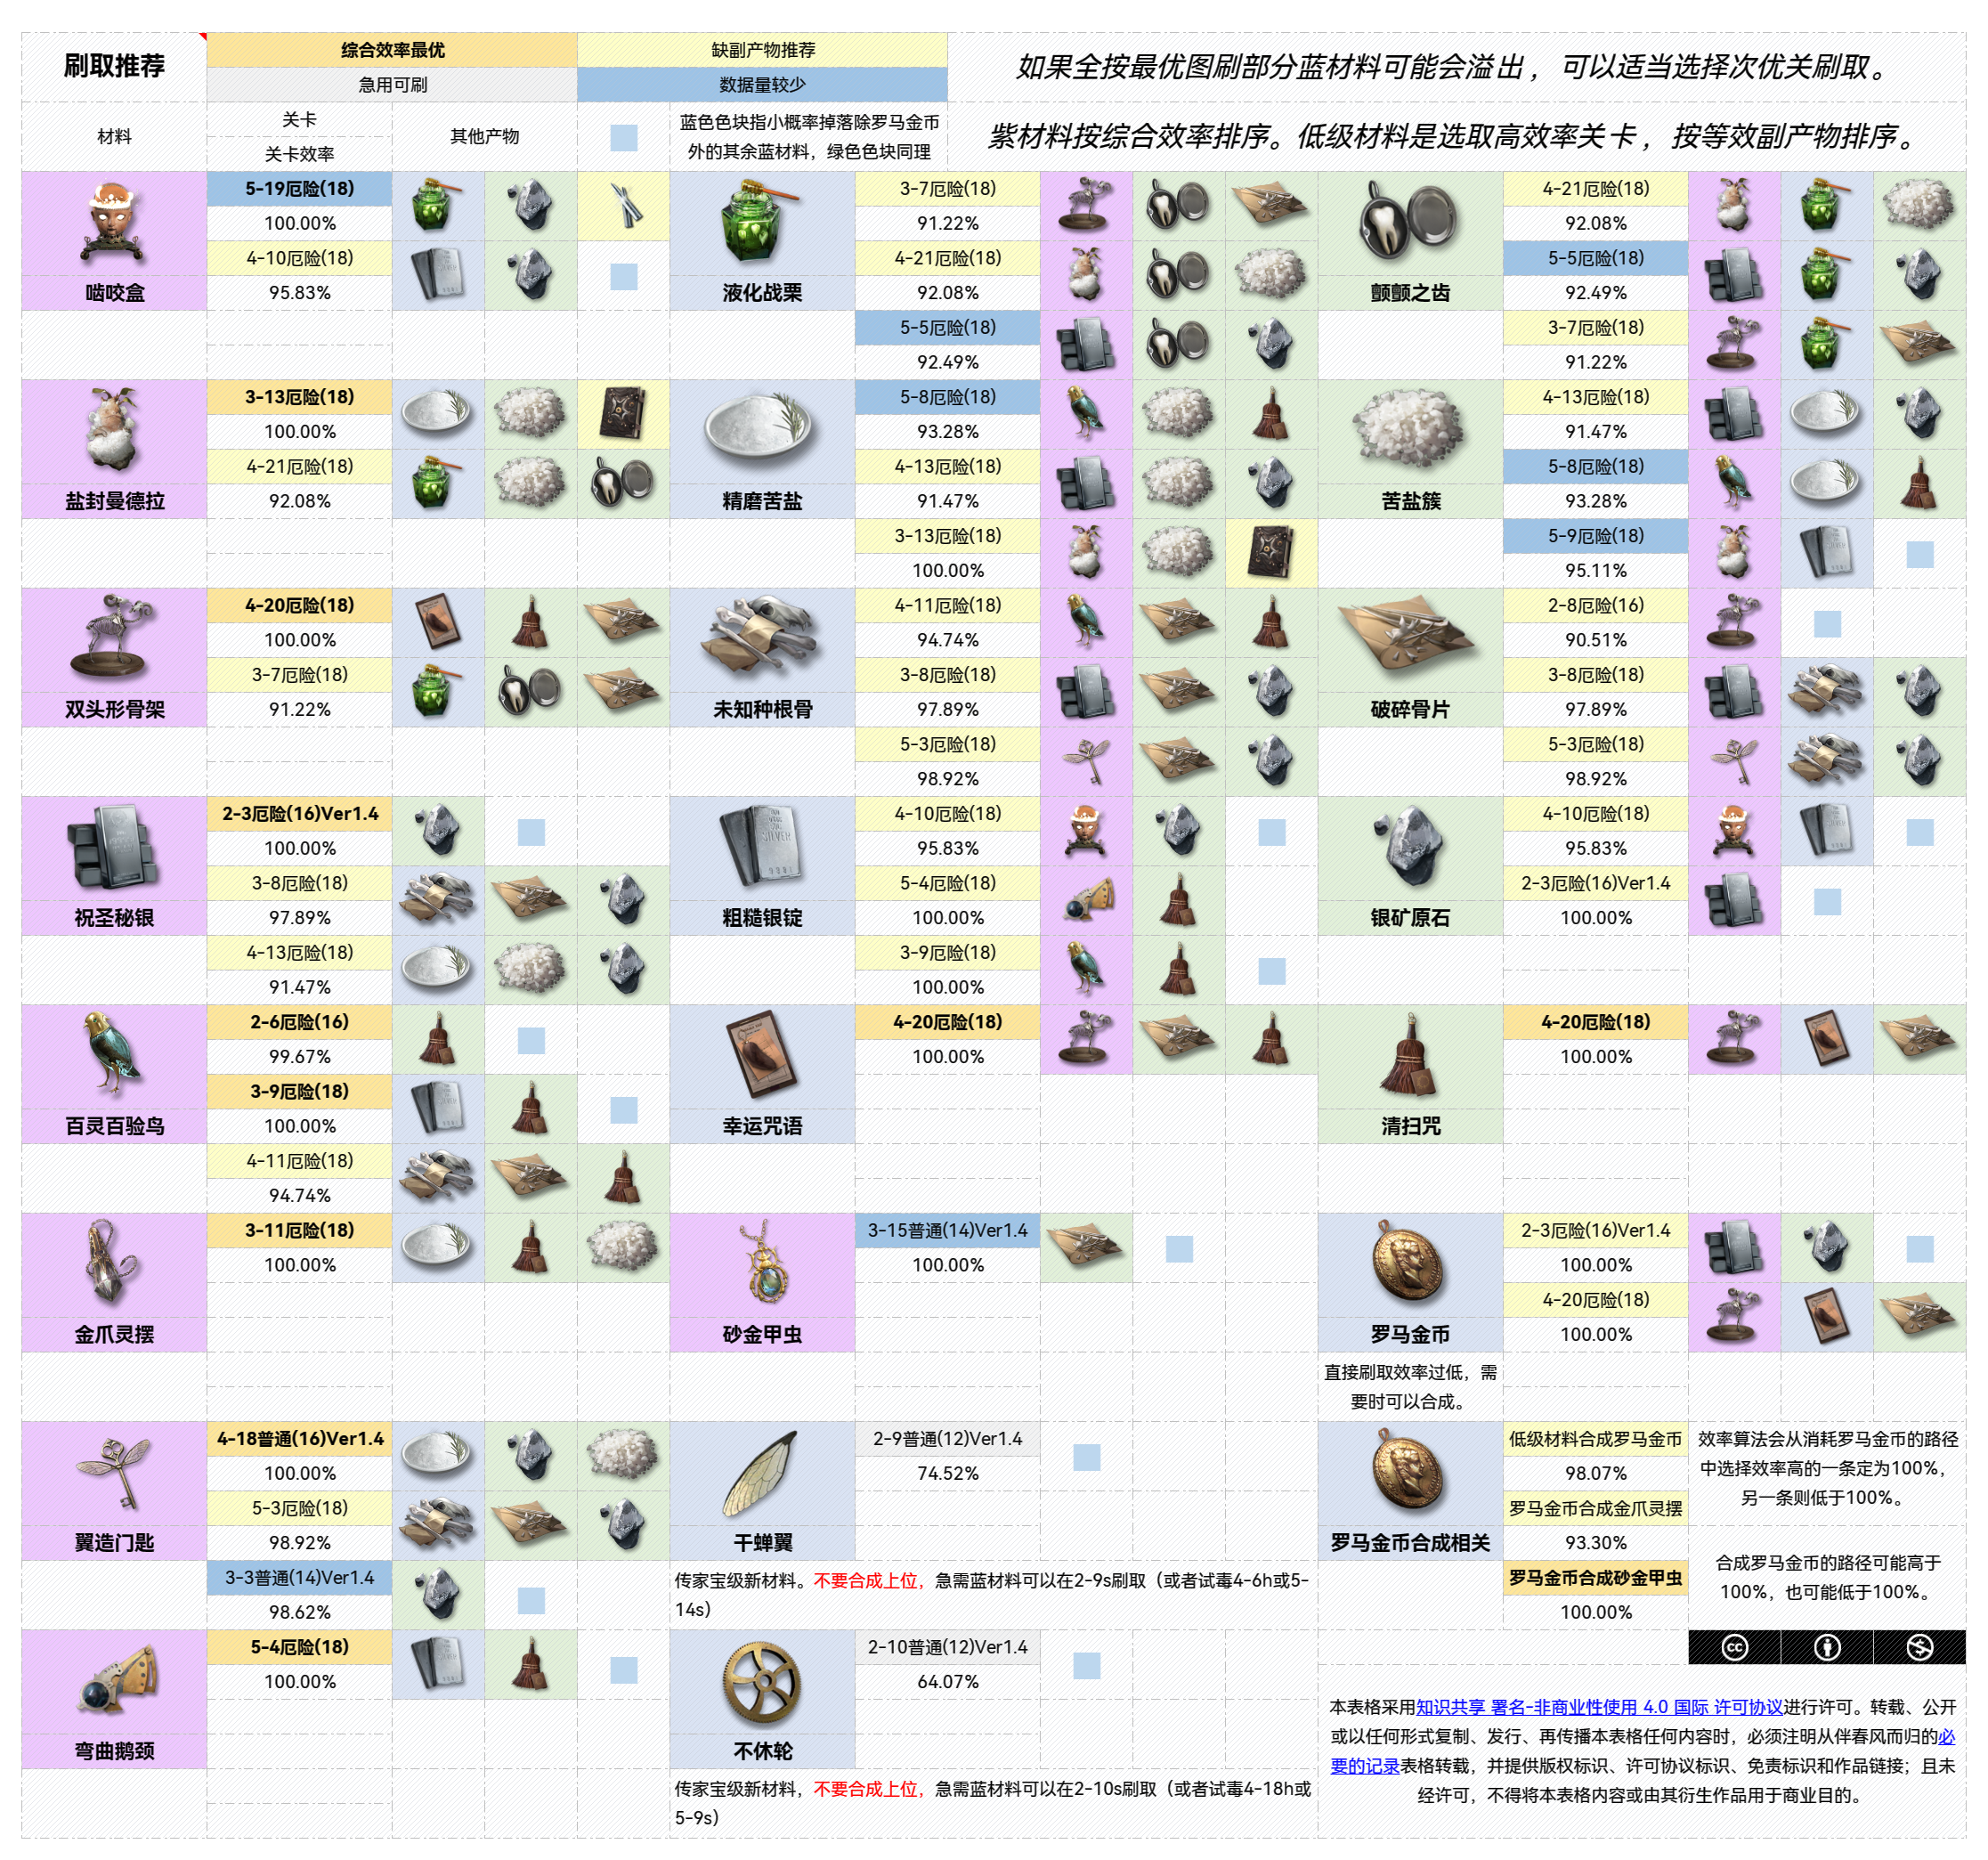 刷取推荐
综合效率最优
缺副产物推荐
急用可刷
数据量较少
如果全按最优图刷部分蓝材料可能会溢出，可以适当选择次优关刷取。
材料
关卡
关卡效率
其他产物
蓝色色块指小概率掉落除罗马金币
外的其余蓝材料，绿色色块同理
紫材料按综合效率排序。低级材料是选取高效率关卡，按等效副产物排序。
啮咬盒
5-19厄险(18)
100.00%
4-10厄险(18)
95.83%
液化战栗
3-7厄险(18)
91.22%
4-21厄险(18)
92.08%
5-5厄险(18)
92.49%
颤颤之齿
4-21厄险(18)
92.08%
5-5厄险(18)
92.49%
3-7厄险(18)
91.22%
盐封曼德拉
3-13厄险(18)
100.00%
4-21厄险(18)
92.08%
精磨苦盐
5-8厄险(18)
93.28%
4-13厄险(18)
91.47%
3-13厄险(18)
100.00%
苦盐簇
4-13厄险(18)
91.47%
5-8厄险(18)
93.28%
5-9厄险(18)
95.11%
双头形骨架
4-20厄险(18)
100.00%
3-7厄险(18)
91.22%
未知种根骨
4-11厄险(18)
94.74%
3-8厄险(18)
97.89%
5-3厄险(18)
98.92%
破碎骨片
2-8厄险(16)
90.51%
3-8厄险(18)
97.89%
5-3厄险(18)
98.92%
祝圣秘银
2-3厄险(16)Ver1.4
100.00%
3-8厄险(18)
97.89%
4-13厄险(18)
91.47%
粗糙银锭
4-10厄险(18)
95.83%
5-4厄险(18)
100.00%
3-9厄险(18)
100.00%
银矿原石
4-10厄险(18)
95.83%
2-3厄险(16)Ver1.4
100.00%
百灵百验鸟
2-6厄险(16)
99.67%
3-9厄险(18)
100.00%
4-11厄险(18)
94.74%
幸运咒语
4-20厄险(18)
100.00%
清扫咒
4-20厄险(18)
100.00%
金爪灵摆
3-11厄险(18)
100.00%
砂金甲虫
3-15普通(14)Ver1.4
100.00%
罗马金币
2-3厄险(16)Ver1.4
100.00%
4-20厄险(18)
100.00%
直接刷取效率过低，需
要时可以合成。
翼造门匙
4-18普通(16)Ver1.4
100.00%
5-3厄险(18)
98.92%
3-3普通(14)Ver1.4
98.62%
干蝉翼
2-9普通(12)Ver1.4
74.52%
传家宝级新材料。不要合成上位，急需蓝材料可以在2-9s刷取（或者试毒4-6h或5-
14s）
罗马金币合成相关
低级材料合成罗马金币
98.07%
罗马金币合成金爪灵摆
93.30%
罗马金币合成砂金甲虫
100.00%
效率算法会从消耗罗马金币的路径
中选择效率高的一条定为100%，
另一条则低于100%。
合成罗马金币的路径可能高于
100%，也可能低于100%。
弯曲鹅颈
5-4厄险(18)
100.00%
不休轮
2-10普通(12)Ver1.4
64.07%
传家宝级新材料，不要合成上位，急需蓝材料可以在2-10s刷取（或者试毒4-18h或
5-9s）
cc
本表格采用知识共享 署名-非商业性使用 4.0 国际 许可协议进行许可。转载、公开
或以任何形式复制、发行、再传播本表格任何内容时，必须注明从伴春风而归的必
要的记录表格转载，并提供版权标识、许可协议标识、免责标识和作品链接；且未
经许可，不得将本表格内容或由其衍生作品用于商业目的。